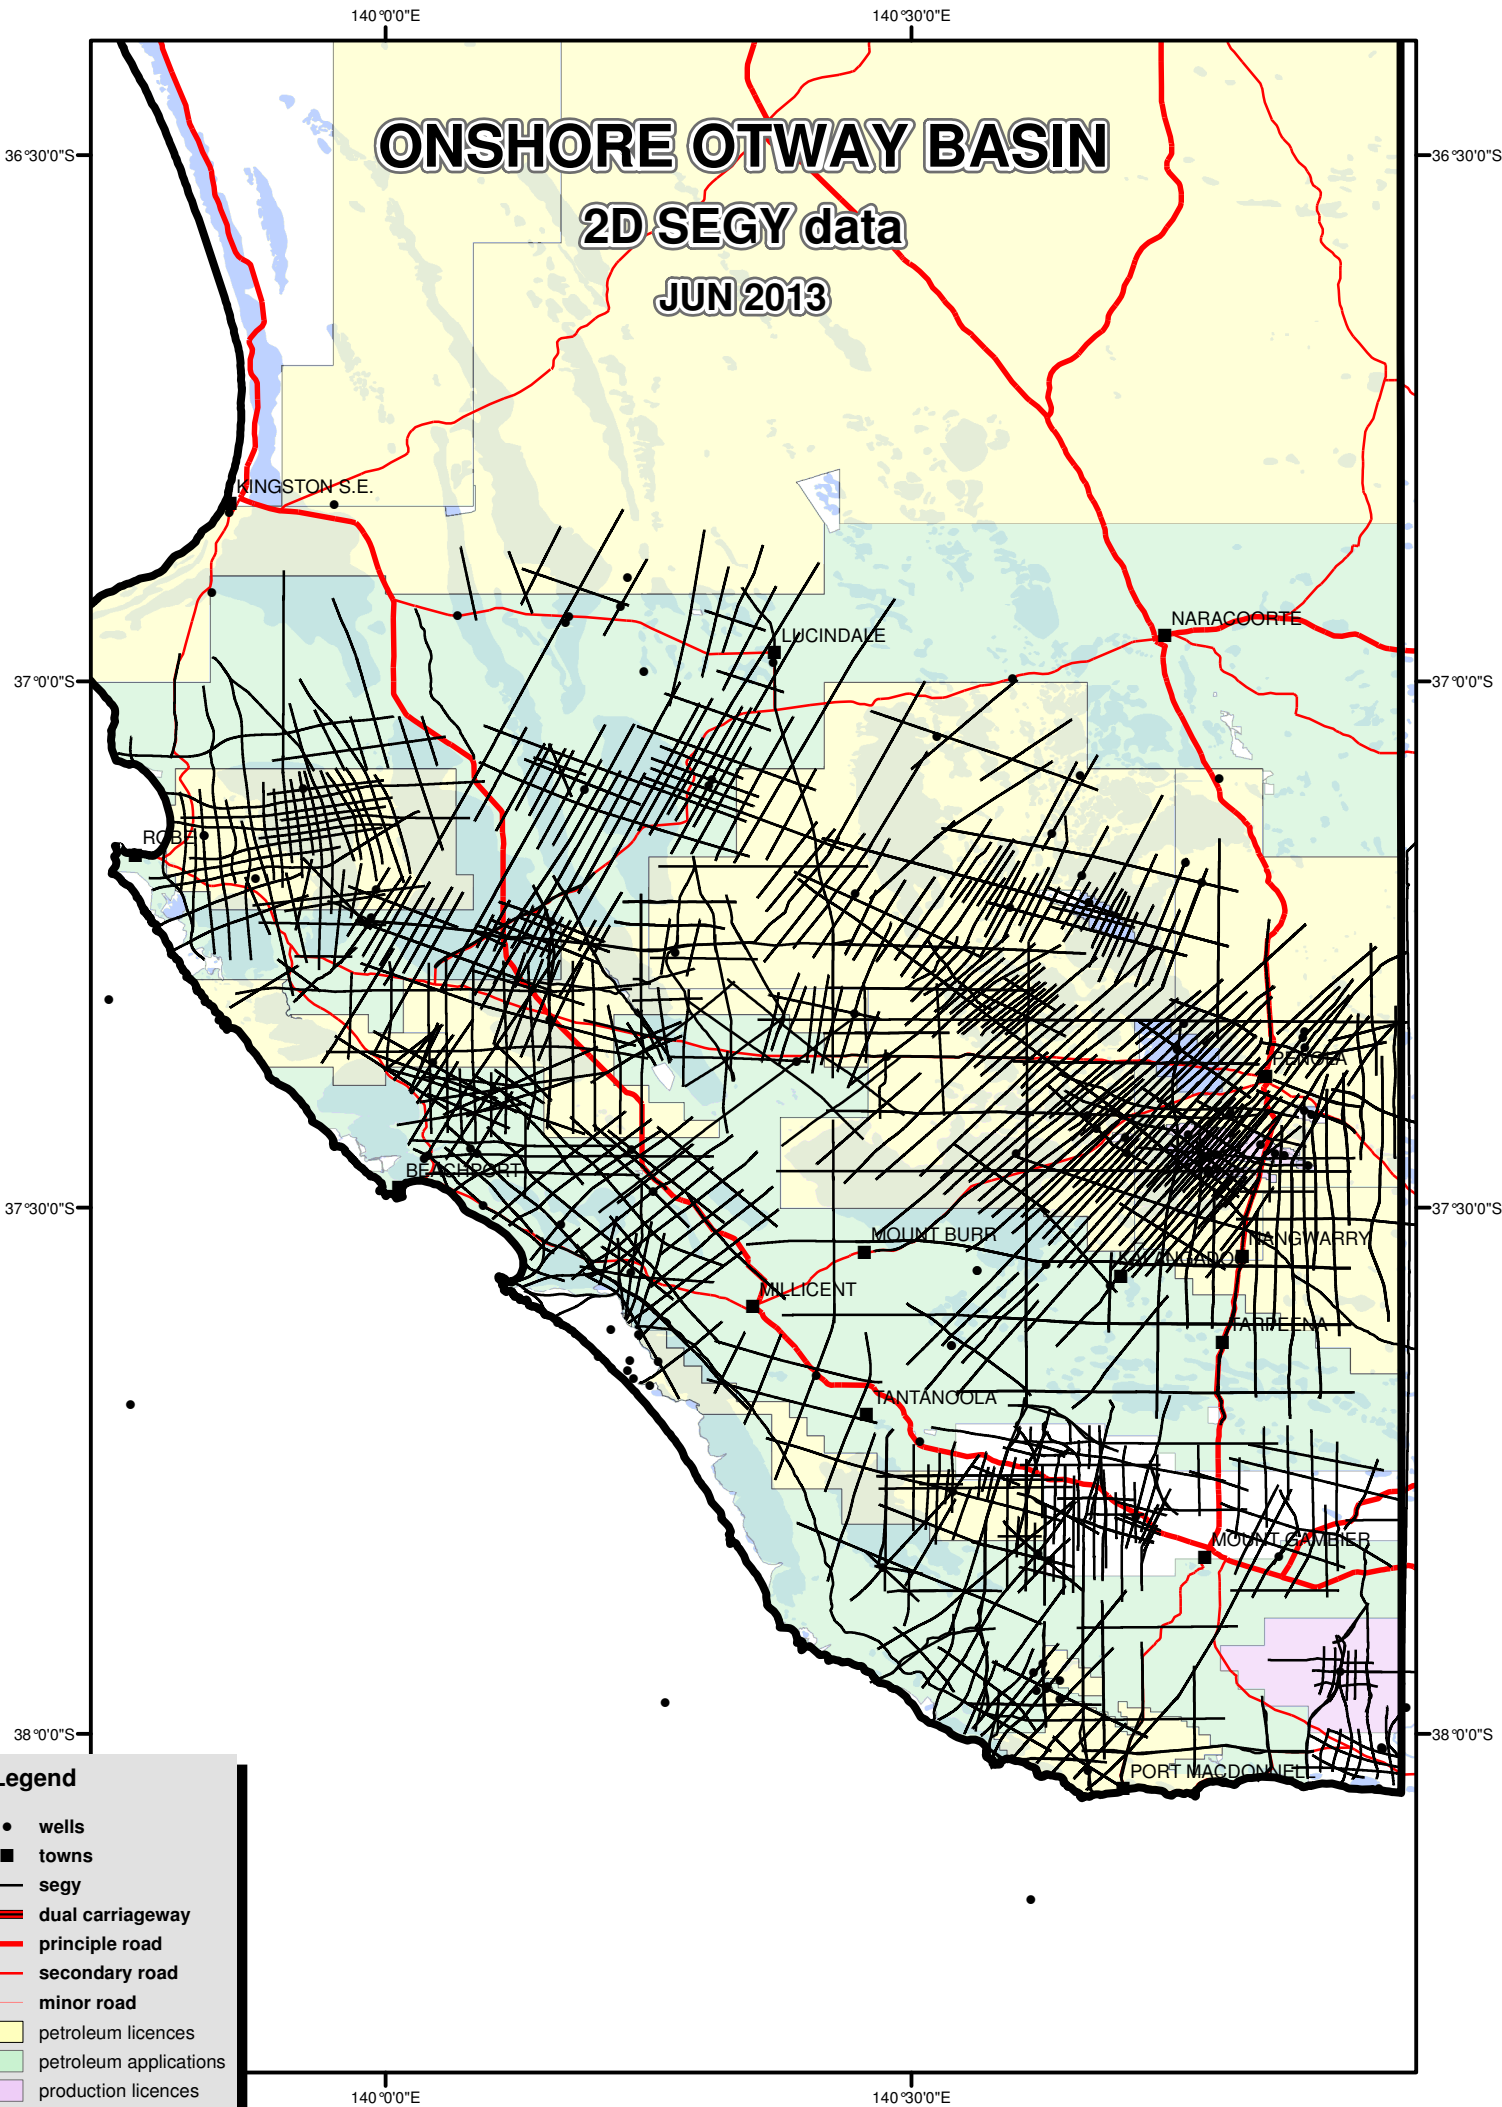 140°0'0"E
140°30'0"E
ONSHORE OTWAY BASIN
36°30'0"S
36°30'0"S
2D SEGY data
JUN 2013
KINGSTON S.E.
NARACOORTE
LUCINDALE
37°0'0"S
37°0'0"S
ROBE
PENOLA
BEACHPORT
37°30'0"S
37°30'0"S
MOUNT BURR
NANGWARRY
KALANGADOO
MILLICENT
TARPEENA
TANTANOOLA
MOUNT GAMBIER
38°0'0"S
38°0'0"S
PORT MACDONNELL
Legend
wells
towns
segy
dual carriageway
principle road
secondary road
minor road
petroleum licences
petroleum applications
production licences
140°0'0"E
140°30'0"E